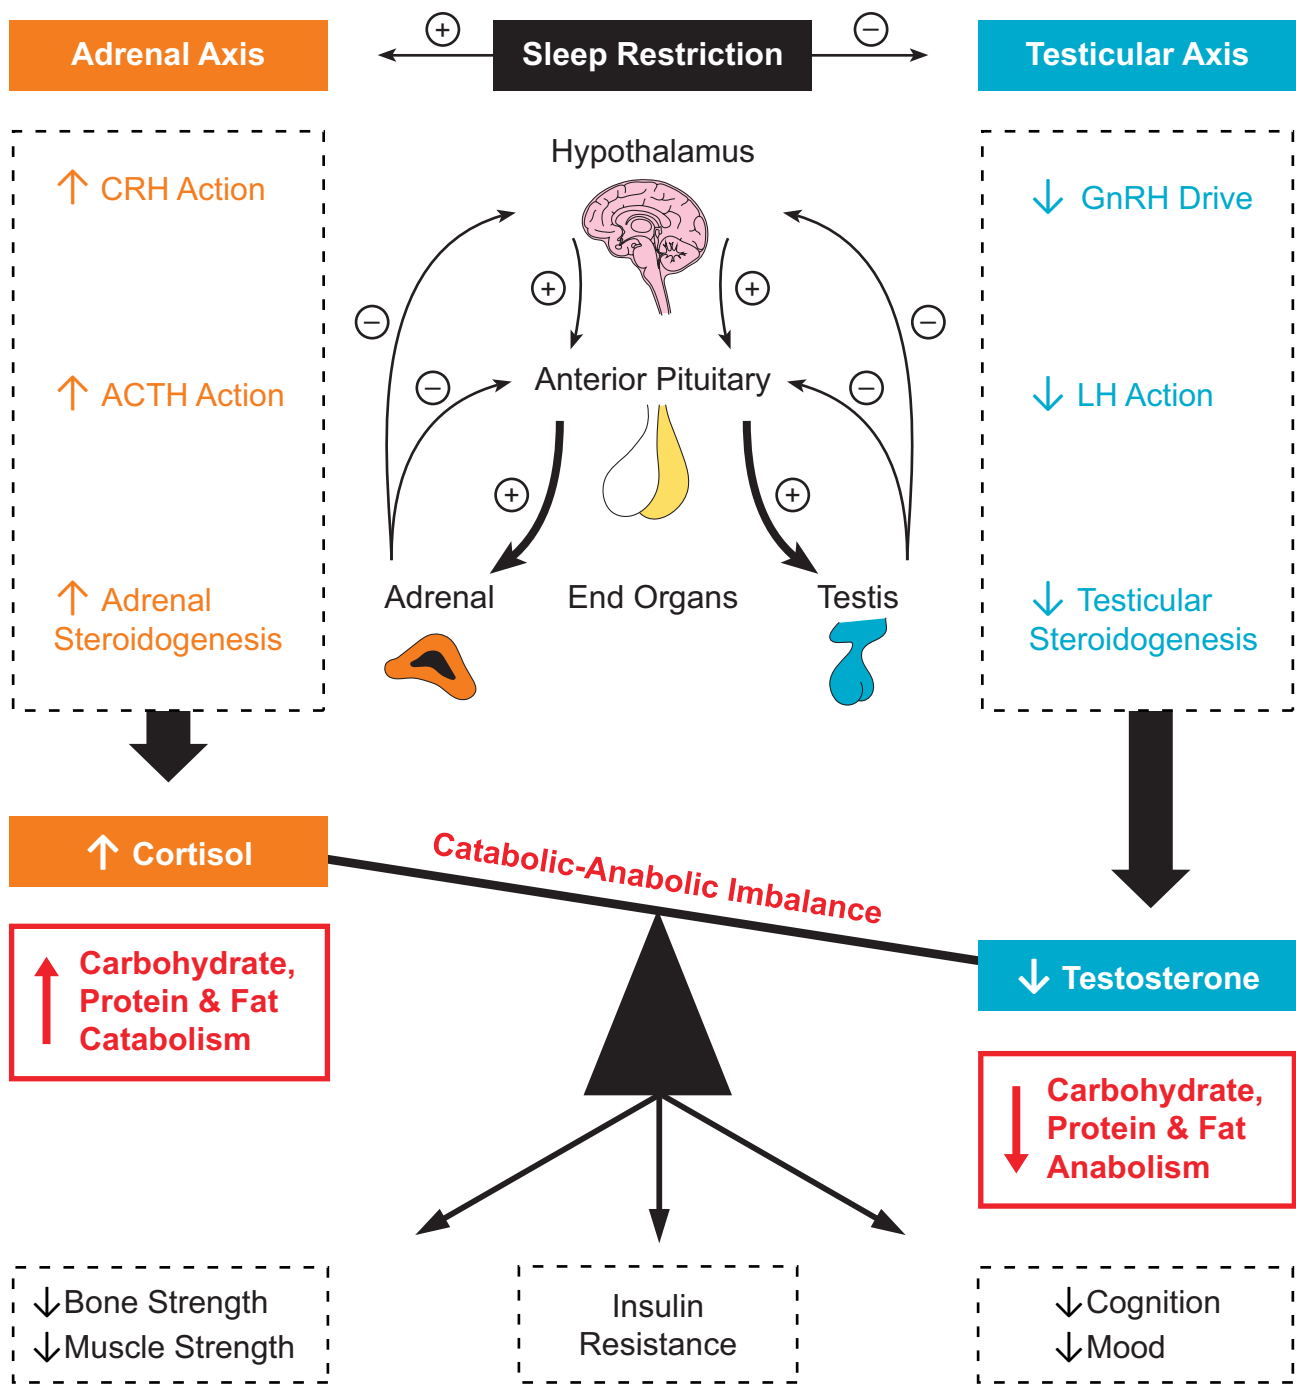 Adrenal Axis
+
Sleep Restriction
−
Testicular Axis
↑ CRH Action
↑ ACTH Action
↑ Adrenal
Steroidogenesis
Hypothalamus
+
+
−
−
Anterior Pituitary
−
−
+
+
Adrenal
End Organs
Testis
↓ GnRH Drive
↓ LH Action
↓ Testicular
Steroidogenesis
↑ Cortisol
Catabolic-Anabolic Imbalance
↓ Testosterone
↑ Carbohydrate,
Protein & Fat
Catabolism
↓ Carbohydrate,
Protein & Fat
Anabolism
↓Bone Strength
↓Muscle Strength
Insulin
Resistance
↓Cognition
↓Mood